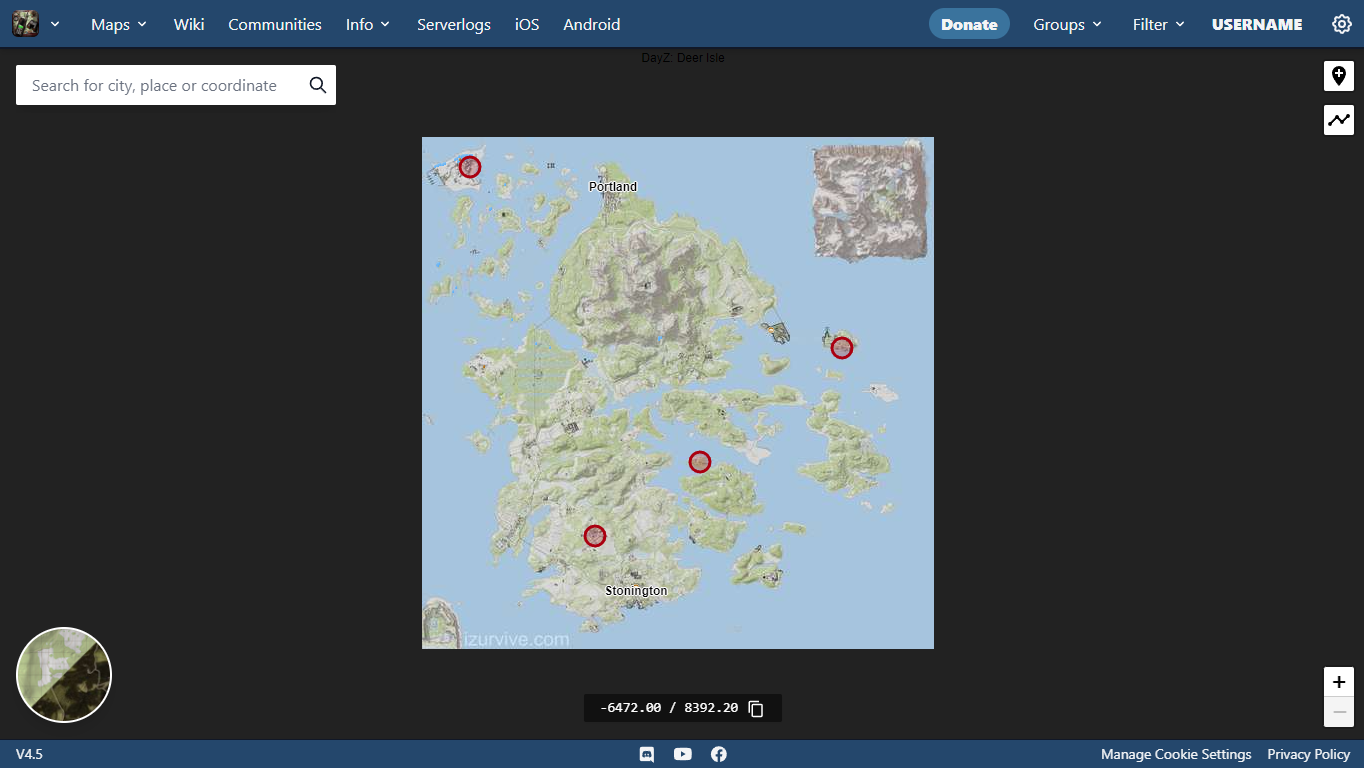 Maps
Wiki
Communities
Info
Serverlogs
iOS
Android
Donate
Groups
Filter
USERNAME
DayZ: Deer Isle
Search for city, place or coordinate
Portland
Stonington
izurvive.com
-6472.00 / 8392.20
V4.5
Manage Cookie Settings
Privacy Policy